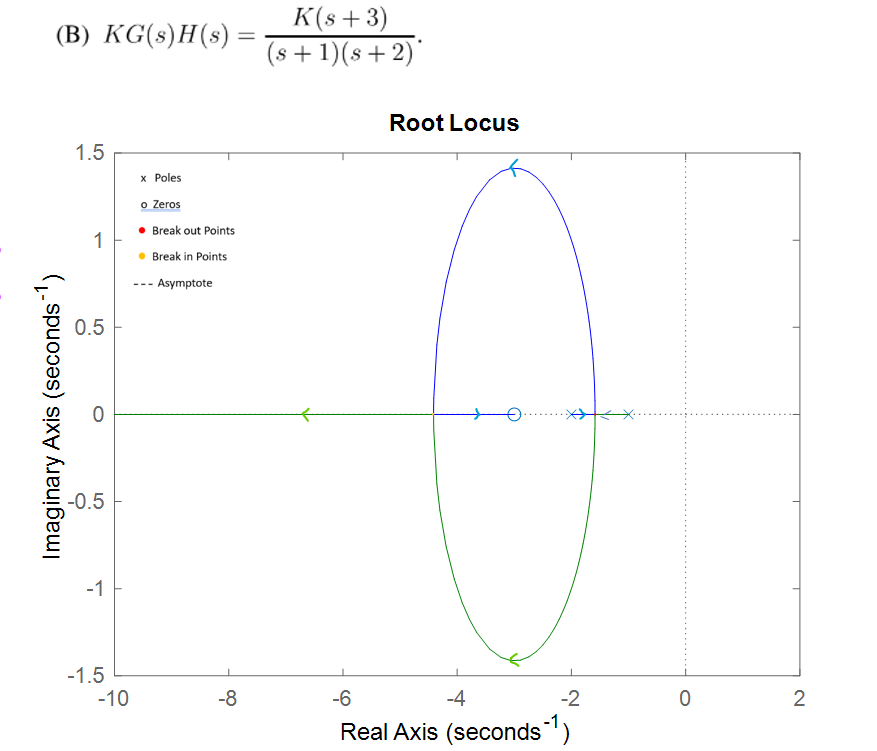 (B) KG(s)H(s) = K(s + 3) / (s + 1)(s + 2) .
Root Locus
x Poles
o Zeros
Break out Points
Break in Points
--- Asymptote
1.5
1
0.5
0
-0.5
-1
-1.5
Imaginary Axis (seconds⁻¹)
-10 -8 -6 -4 -2 0 2
Real Axis (seconds⁻¹)